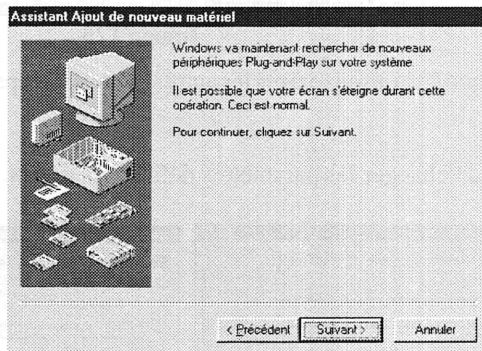 Assistant Ajout de nouveau matériel
Windows va maintenant rechercher de nouveaux
périphériques Plug-and-Play sur votre système.
Il est possible que votre écran s'éteigne durant cette
opération. Ceci est normal.
Pour continuer, cliquez sur Suivant.
< Précédent
Suivant >
Annuler